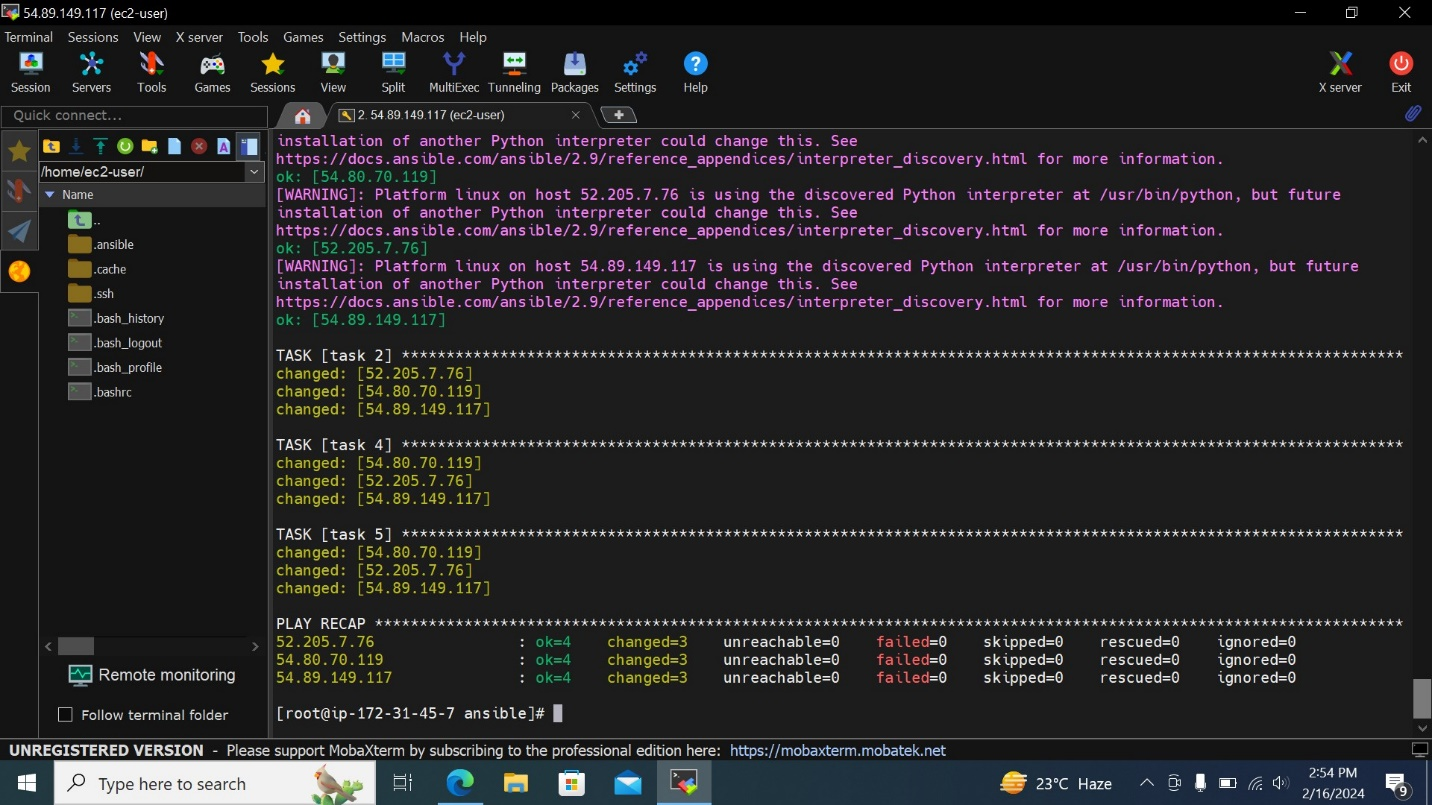 54.89.149.117 (ec2-user)
Terminal Sessions View X server Tools Games Settings Macros Help
Session Servers Tools Games Sessions View Split MultiExec Tunneling Packages Settings Help X server Exit
Quick connect...
2. 54.89.149.117 (ec2-user)
/home/ec2-user/
Name
..
.ansible
.cache
.ssh
.bash_history
.bash_logout
.bash_profile
.bashrc
Remote monitoring
Follow terminal folder
installation of another Python interpreter could change this. See
https://docs.ansible.com/ansible/2.9/reference_appendices/interpreter_discovery.html for more information.
ok: [54.80.70.119]
[WARNING]: Platform linux on host 52.205.7.76 is using the discovered Python interpreter at /usr/bin/python, but future
installation of another Python interpreter could change this. See
https://docs.ansible.com/ansible/2.9/reference_appendices/interpreter_discovery.html for more information.
ok: [52.205.7.76]
[WARNING]: Platform linux on host 54.89.149.117 is using the discovered Python interpreter at /usr/bin/python, but future
installation of another Python interpreter could change this. See
https://docs.ansible.com/ansible/2.9/reference_appendices/interpreter_discovery.html for more information.
ok: [54.89.149.117]
TASK [task 2] ****************************************************************************************************************
changed: [52.205.7.76]
changed: [54.80.70.119]
changed: [54.89.149.117]
TASK [task 4] ****************************************************************************************************************
changed: [54.80.70.119]
changed: [52.205.7.76]
changed: [54.89.149.117]
TASK [task 5] ****************************************************************************************************************
changed: [54.80.70.119]
changed: [52.205.7.76]
changed: [54.89.149.117]
PLAY RECAP *******************************************************************************************************************
52.205.7.76 : ok=4 changed=3 unreachable=0 failed=0 skipped=0 rescued=0 ignored=0
54.80.70.119 : ok=4 changed=3 unreachable=0 failed=0 skipped=0 rescued=0 ignored=0
54.89.149.117 : ok=4 changed=3 unreachable=0 failed=0 skipped=0 rescued=0 ignored=0
[root@ip-172-31-45-7 ansible]#
UNREGISTERED VERSION - Please support MobaXterm by subscribing to the professional edition here: https://mobaxterm.mobatek.net
Type here to search
23°C Haze
2:54 PM
2/16/2024
9